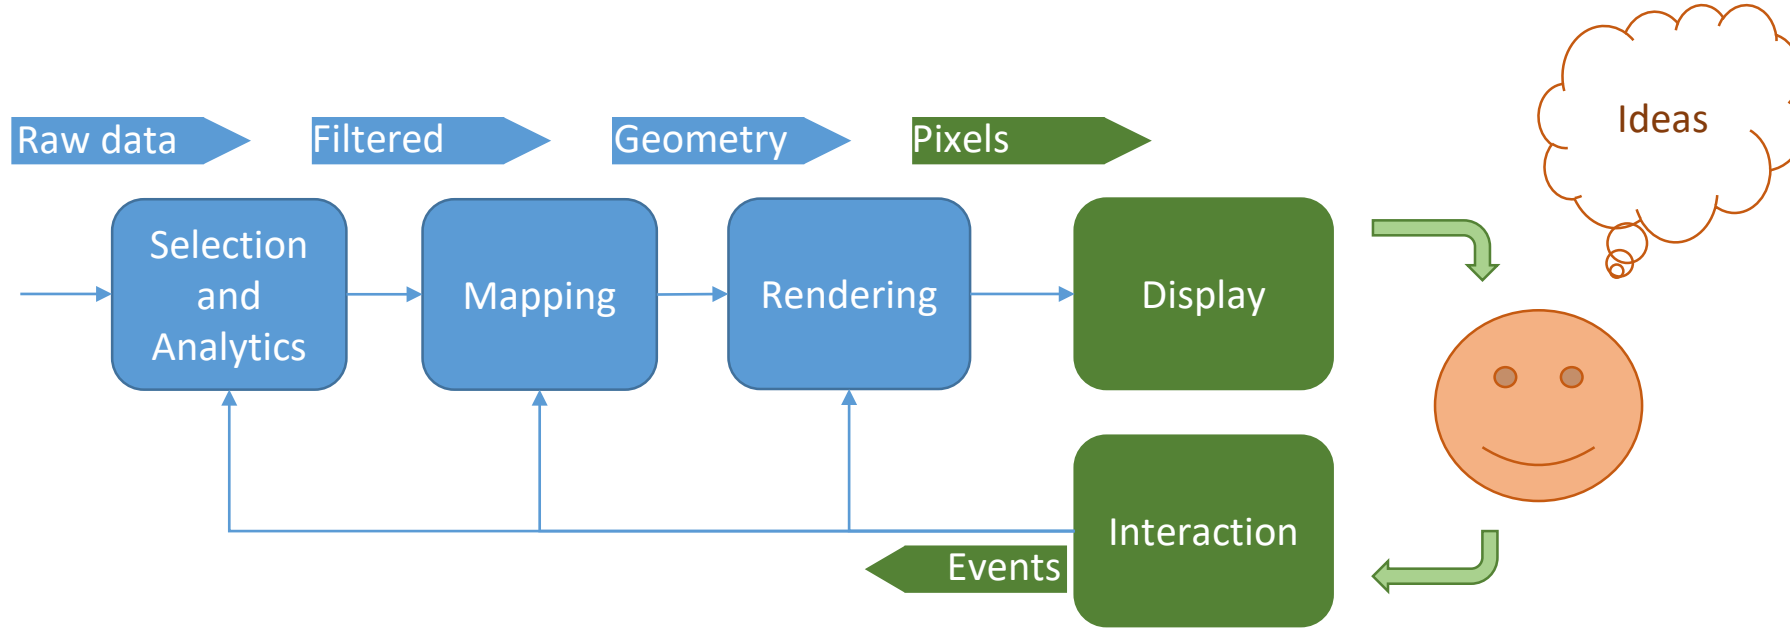 Raw data
Filtered
Geometry
Pixels
Ideas
Selection
and
Analytics
Mapping
Rendering
Display
Interaction
Events